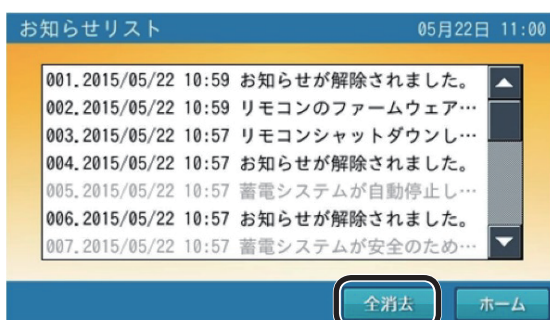 お知らせリスト 05月22日 11:00
001.2015/05/22 10:59 お知らせが解除されました。
002.2015/05/22 10:59 リモコンのファームウェア…
003.2015/05/22 10:57 リモコンシャットダウンし…
004.2015/05/22 10:57 お知らせが解除されました。
005.2015/05/22 10:57 蓄電システムが自動停止し…
006.2015/05/22 10:57 お知らせが解除されました。
007.2015/05/22 10:57 蓄電システムが安全のため…
全消去 ホーム